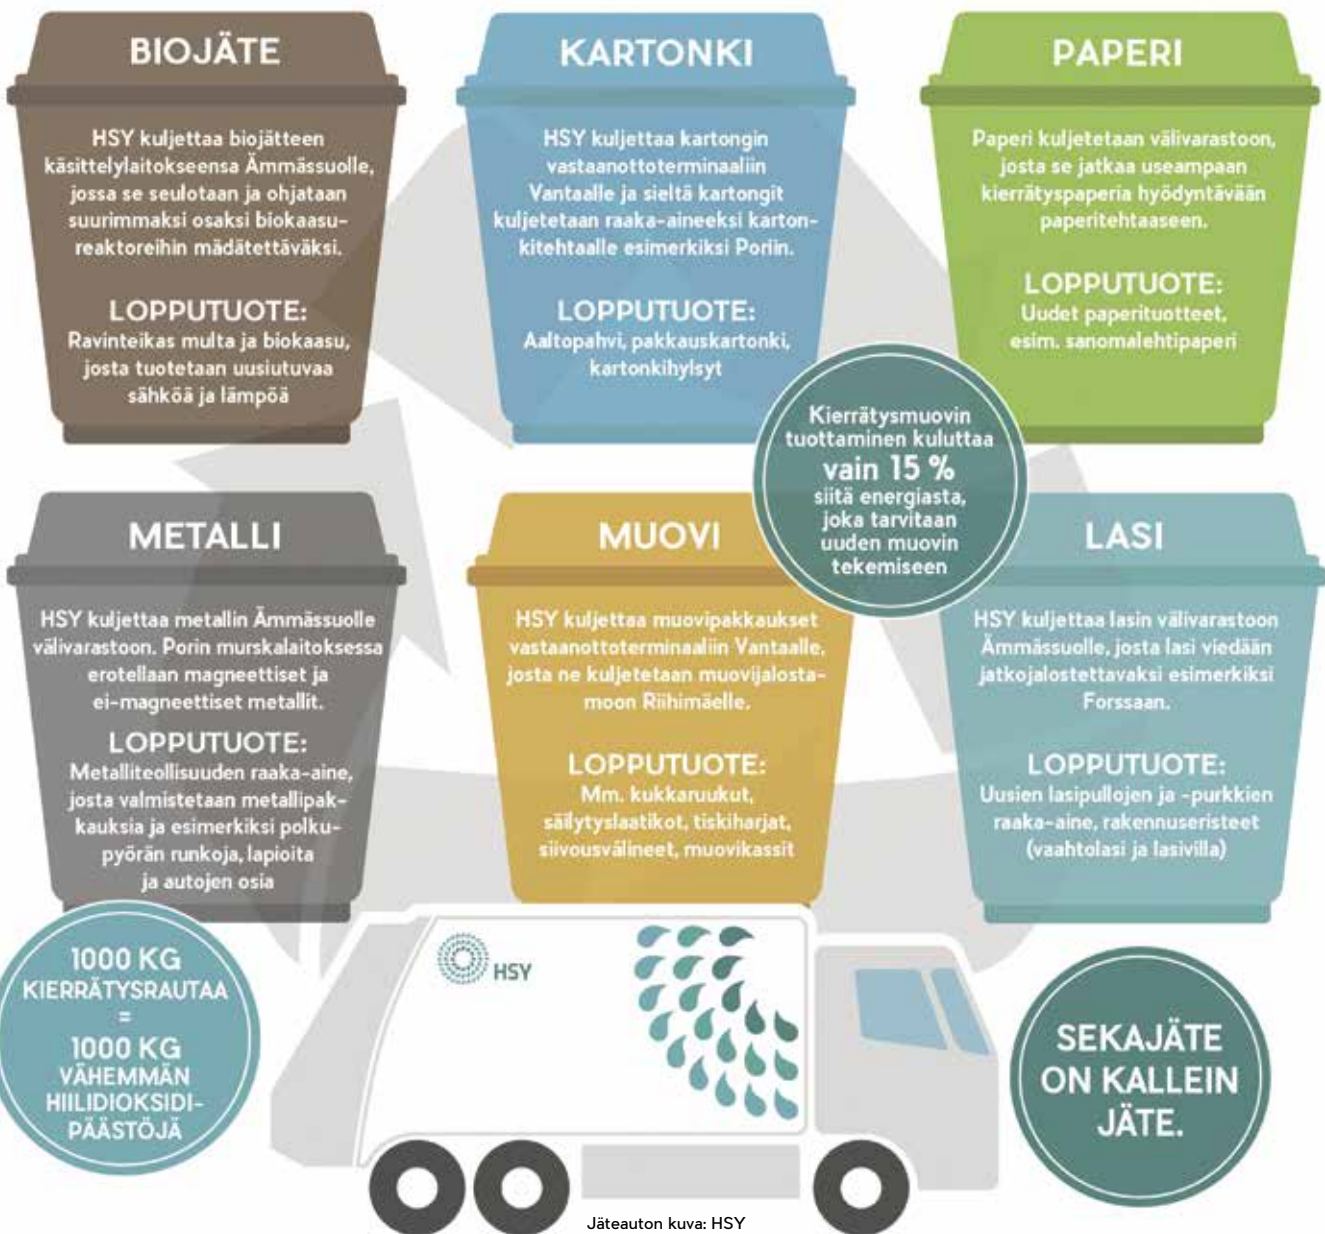 BIOJÄTE
HSY kuljettaa biojätteen
käsittelylaitokseensa Ämmässuolle,
jossa se seulotaan ja ohjataan
suurimmaksi osaksi biokaasu-
reaktoreihin mädätettäväksi.
LOPPUTUOTE:
Ravinteikas multa ja biokaasu,
josta tuotetaan uusiutuvaa
sähköä ja lämpöä
KARTONKI
HSY kuljettaa kartongin
vastaanottoterminaaliin
Vantaalle ja sieltä kartongit
kuljetetaan raaka-aineeksi karton-
kitehtaalle esimerkiksi Poriin.
LOPPUTUOTE:
Aaltopahvi, pakkauskartonki,
kartonkihylsyt
PAPERI
Paperi kuljetetaan välivarastoon,
josta se jatkaa useampaan
kierrätyspaperia hyödyntävään
paperitehtaaseen.
LOPPUTUOTE:
Uudet paperituotteet,
esim. sanomalehtipaperi
Kierrätysmuovin
tuottaminen kuluttaa
vain 15 %
siitä energiasta,
joka tarvitaan
uuden muovin
tekemiseen
METALLI
HSY kuljettaa metallin Ämmässuolle
välivarastoon. Porin murskalaitoksessa
erotellaan magneettiset ja
ei-magneettiset metallit.
LOPPUTUOTE:
Metalliteollisuuden raaka-aine,
josta valmistetaan metallipak-
kauksia ja esimerkiksi polku-
pyörän runkoja, lapioita
ja autojen osia
MUOVI
HSY kuljettaa muovipakkaukset
vastaanottoterminaaliin Vantaalle,
josta ne kuljetetaan muovijalosta-
moon Riihimäelle.
LOPPUTUOTE:
Mm. kukkaruukut,
säilytyslaatikot, tiskiharjat,
siivousvälineet, muovikassit
LASI
HSY kuljettaa lasin välivarastoon
Ämmässuolle, josta lasi viedään
jatkojalostettavaksi esimerkiksi
Forssaan.
LOPPUTUOTE:
Uusien lasipullojen ja -purkkien
raaka-aine, rakennuseristeet
(vaahtolasi ja lasivilla)
1000 KG
KIERRÄTYSRAUTAA
=
1000 KG
VÄHEMMÄN
HIILIDIOKSIDI-
PÄÄSTÖJÄ
HSY
SEKAJÄTE
ON KALLEIN
JÄTE.
Jäteauton kuva: HSY